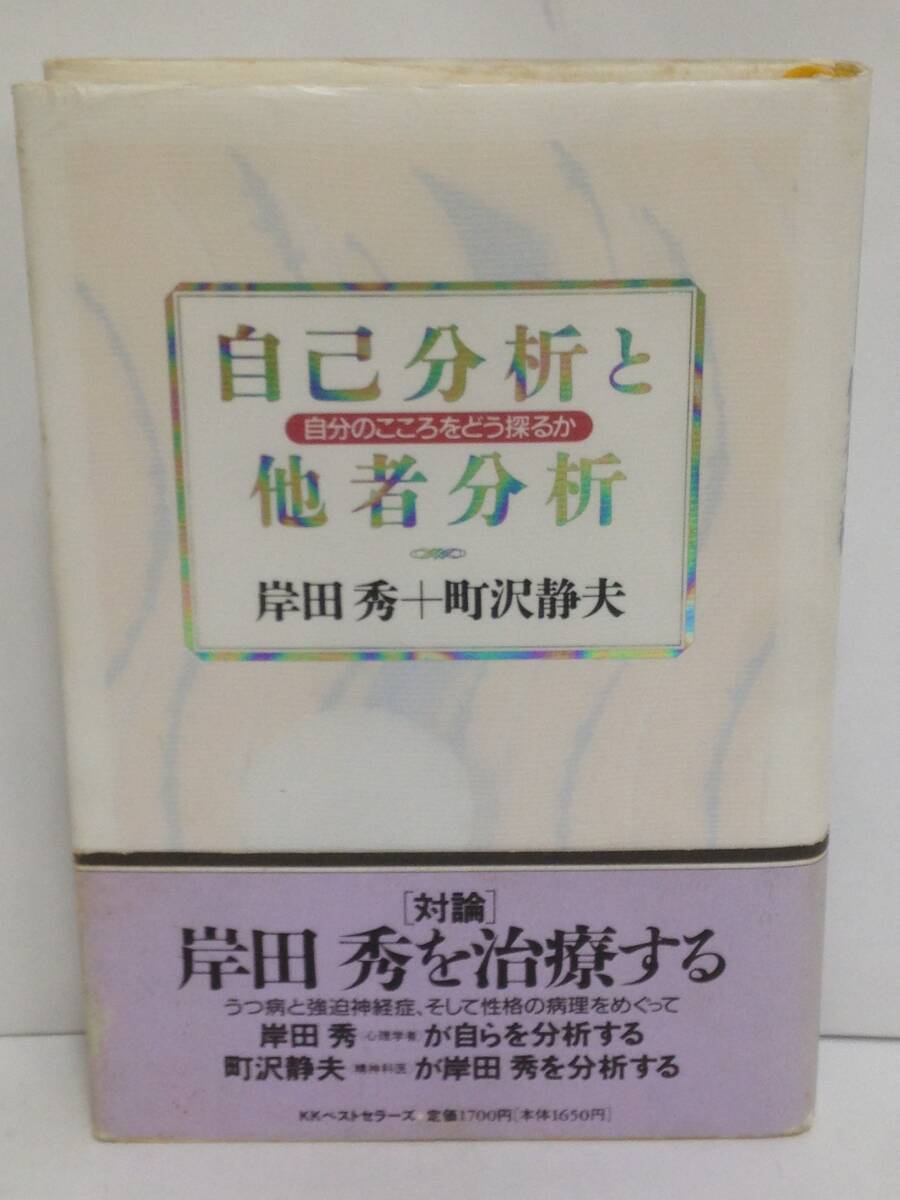 自己分析と
自分のこころをどう探るか
他者分析
岸田 秀+町沢静夫
[対論]
岸田 秀を治療する
うつ病と強迫神経症、そして性格の病理をめぐって
岸田 秀(心理学者)が自らを分析する
町沢静夫(精神科医)が岸田 秀を分析する
KKベストセラーズ・定価1700円[本体1650円]